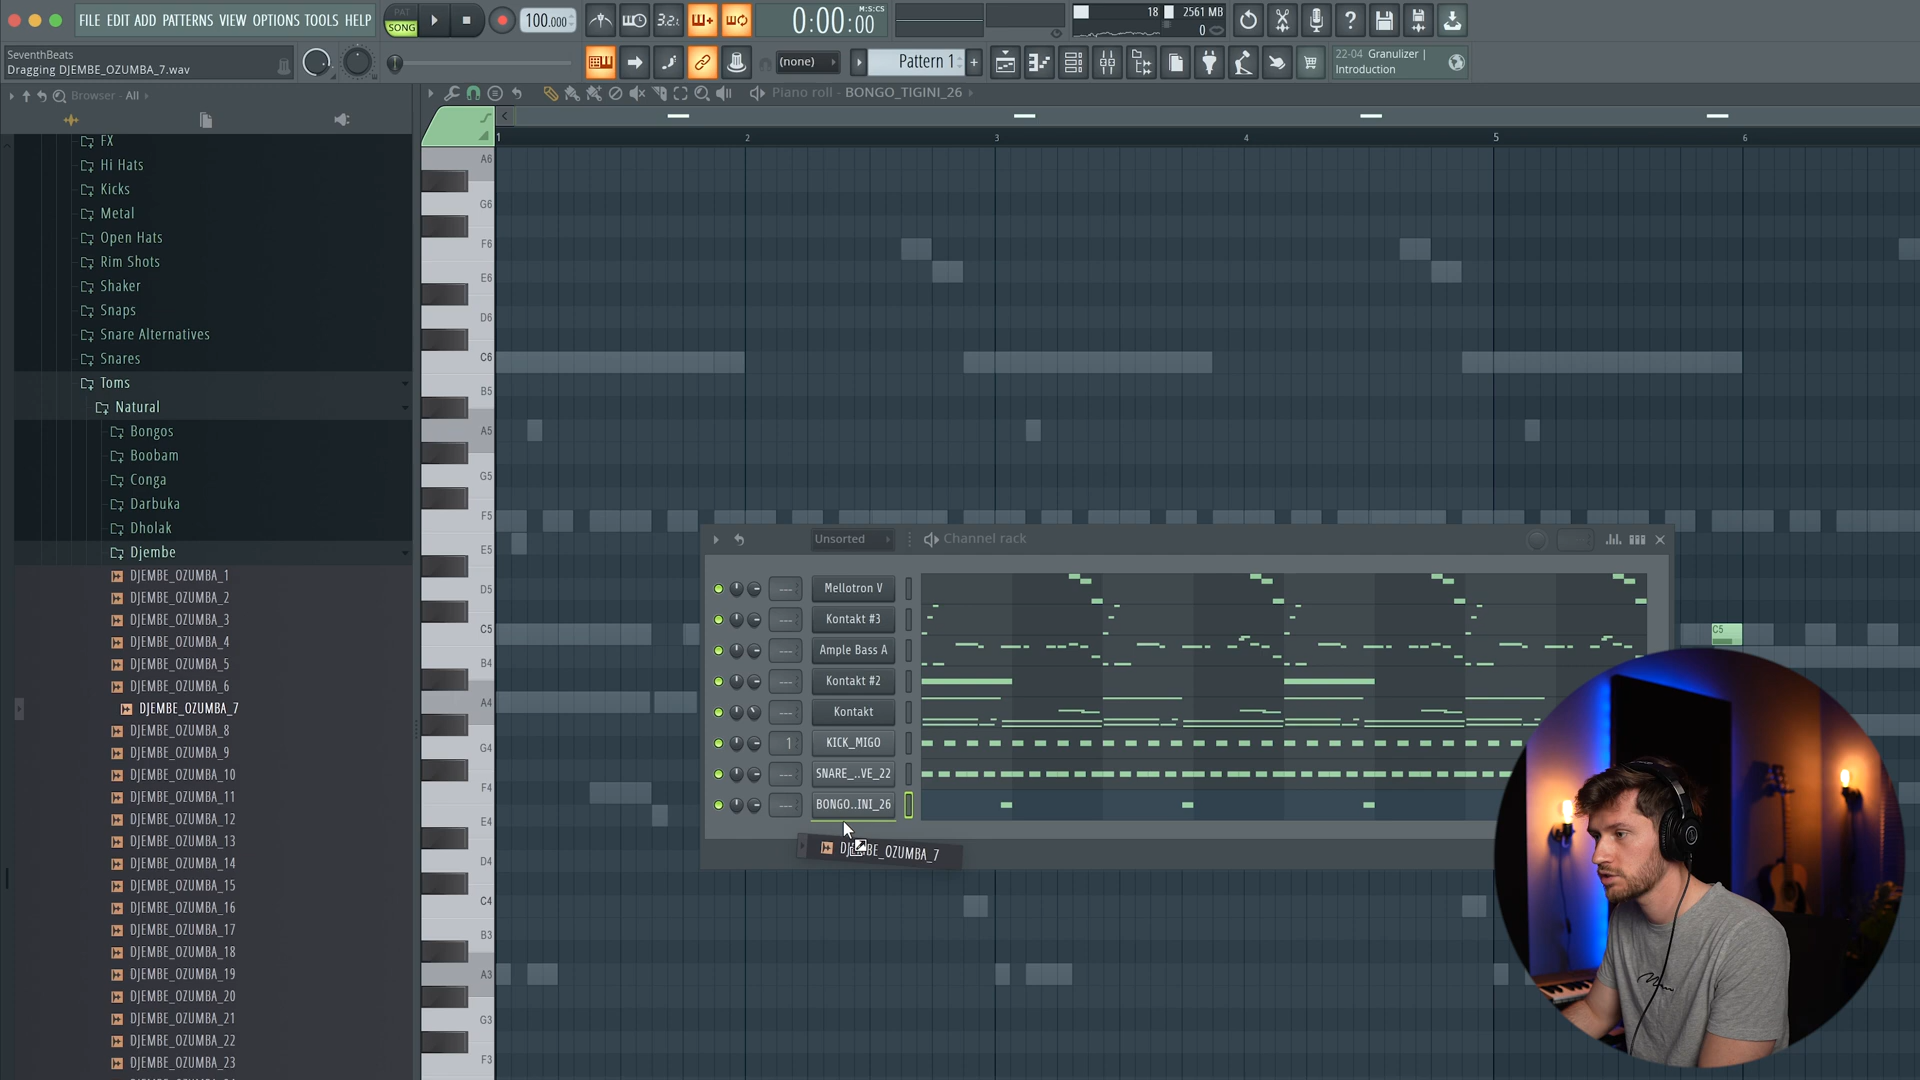 FILE EDIT ADD PATTERNS VIEW OPTIONS TOOLS HELP
PAT
SONG
100.000
3.2
0:00:00
M:S:CS
18
2561 MB
0
SeventhBeats
Dragging DJEMBE_OZUMBA_7.wav
(none)
Pattern 1
22-04 Granulizer |
Introduction
Browser - All
Piano roll - BONGO_TIGINI_26
1
2
3
4
5
6
FX
Hi Hats
Kicks
Metal
Open Hats
Rim Shots
Shaker
Snaps
Snare Alternatives
Snares
Toms
Natural
Bongos
Boobam
Conga
Darbuka
Dholak
Djembe
DJEMBE_OZUMBA_1
DJEMBE_OZUMBA_2
DJEMBE_OZUMBA_3
DJEMBE_OZUMBA_4
DJEMBE_OZUMBA_5
DJEMBE_OZUMBA_6
DJEMBE_OZUMBA_7
DJEMBE_OZUMBA_8
DJEMBE_OZUMBA_9
DJEMBE_OZUMBA_10
DJEMBE_OZUMBA_11
DJEMBE_OZUMBA_12
DJEMBE_OZUMBA_13
DJEMBE_OZUMBA_14
DJEMBE_OZUMBA_15
DJEMBE_OZUMBA_16
DJEMBE_OZUMBA_17
DJEMBE_OZUMBA_18
DJEMBE_OZUMBA_19
DJEMBE_OZUMBA_20
DJEMBE_OZUMBA_21
DJEMBE_OZUMBA_22
DJEMBE_OZUMBA_23
A6
G6
F6
E6
D6
C6
B5
A5
G5
F5
E5
D5
C5
B4
A4
G4
F4
E4
D4
C4
B3
A3
G3
F3
C5
Unsorted
Channel rack
Mellotron V
Kontakt #3
Ample Bass A
Kontakt #2
Kontakt
1
KICK_MIGO
SNARE_..VE_22
BONGO..INI_26